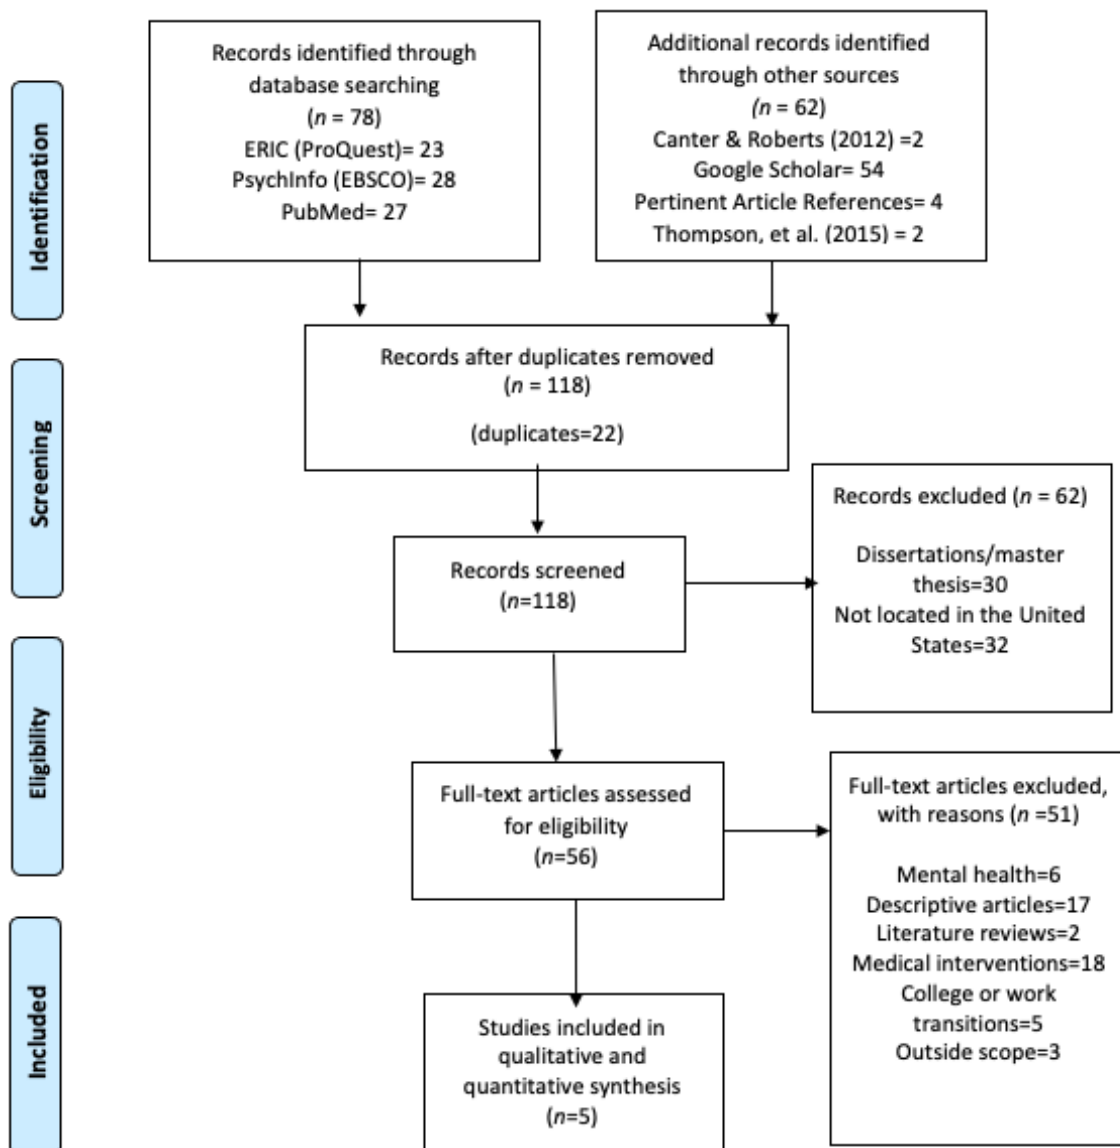 Identification
Records identified through
database searching
(n = 78)
ERIC (ProQuest)= 23
PsychInfo (EBSCO)= 28
PubMed= 27
Additional records identified
through other sources
(n = 62)
Canter & Roberts (2012) =2
Google Scholar= 54
Pertinent Article References= 4
Thompson, et al. (2015) = 2
Screening
Records after duplicates removed
(n = 118)
(duplicates=22)
Records screened
(n=118)
Records excluded (n = 62)
Dissertations/master
thesis=30
Not located in the United
States=32
Eligibility
Full-text articles assessed
for eligibility
(n=56)
Full-text articles excluded,
with reasons (n =51)
Mental health=6
Descriptive articles=17
Literature reviews=2
Medical interventions=18
College or work
transitions=5
Outside scope=3
Included
Studies included in
qualitative and
quantitative synthesis
(n=5)